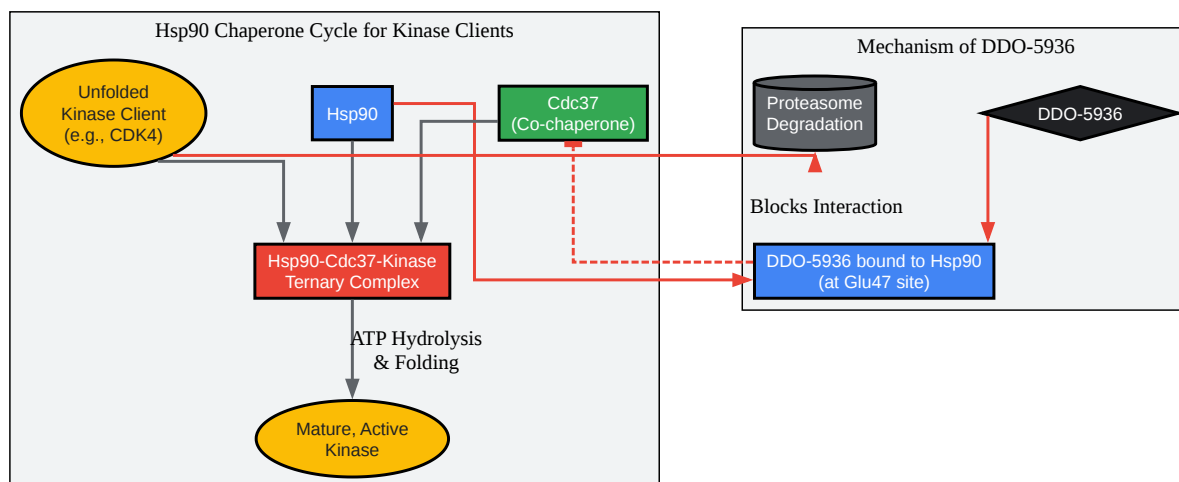 Hsp90 Chaperone Cycle for Kinase Clients
Unfolded
Kinase Client
(e.g., CDK4)
Hsp90
Cdc37
(Co-chaperone)
Hsp90-Cdc37-Kinase
Ternary Complex
ATP Hydrolysis
& Folding
Mature, Active
Kinase
Mechanism of DDO-5936
Proteasome
Degradation
DDO-5936
Blocks Interaction
DDO-5936 bound to Hsp90
(at Glu47 site)